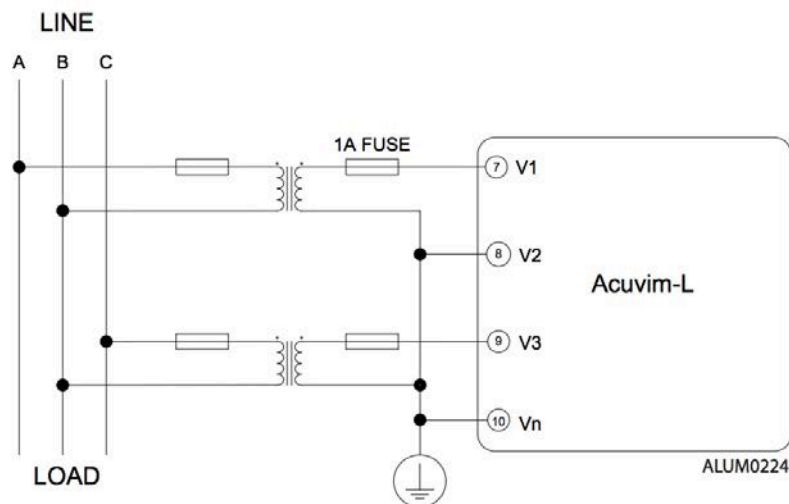 LINE
A B C
1A FUSE
7 V1
8 V2
Acuvim-L
9 V3
10 Vn
LOAD
ALUM0224